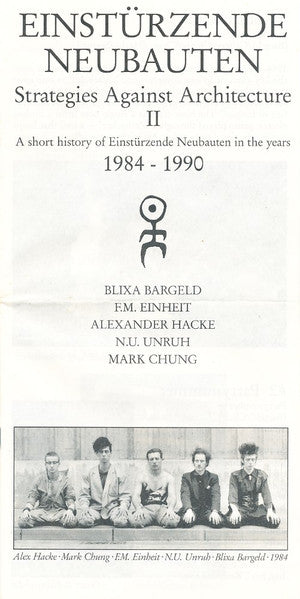 EINSTÜRZENDE
NEUBAUTEN
Strategies Against Architecture
II
A short history of Einstürzende Neubauten in the years
1984 - 1990
BLIXA BARGELD
F.M. EINHEIT
ALEXANDER HACKE
N.U. UNRUH
MARK CHUNG
Alex Hacke · Mark Chung · F.M. Einheit · N.U. Unruh · Blixa Bargeld · 1984